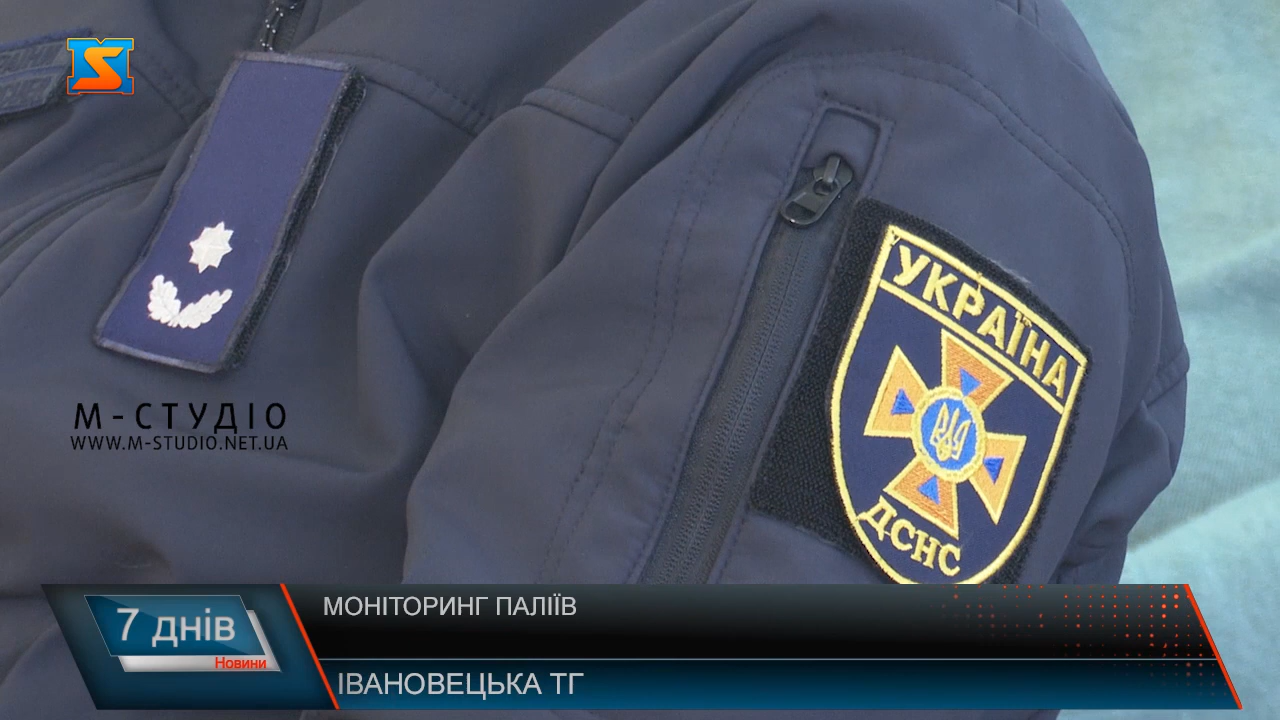 УКРАЇНА
ДСНС
М-СТУДІО
WWW.M-STUDIO.NET.UA
7 днів
Новини
МОНІТОРИНГ ПАЛІЇВ
ІВАНОВЕЦЬКА ТГ